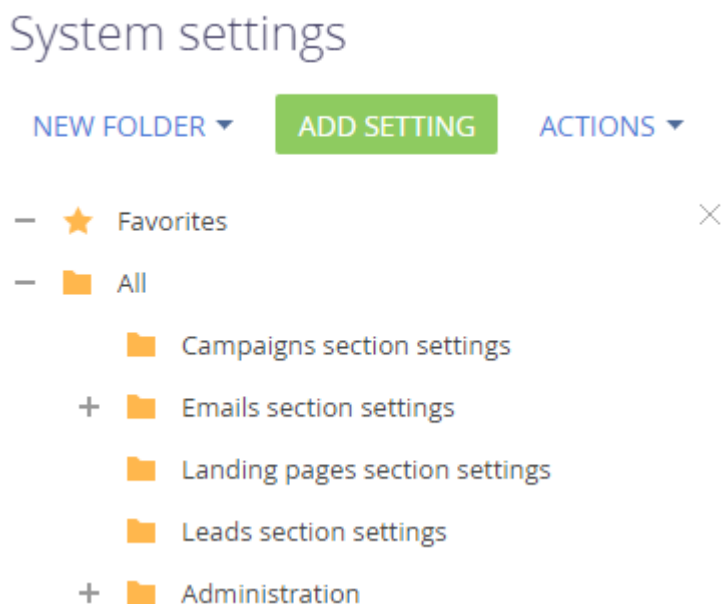 System settings
NEW FOLDER ADD SETTING ACTIONS
Favorites
All
Campaigns section settings
Emails section settings
Landing pages section settings
Leads section settings
Administration